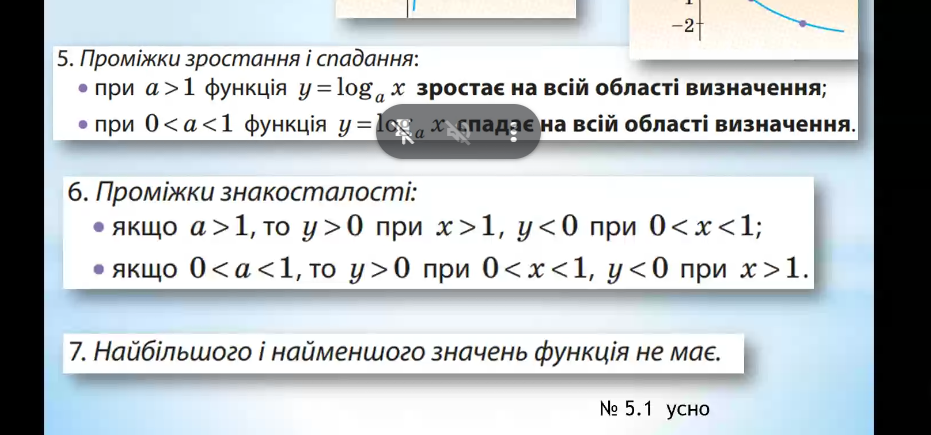 1
−2
5. Проміжки зростання і спадання:
• при a > 1 функція y = logₐ x зростає на всій області визначення;
• при 0 < a < 1 функція y = logₐ x спадає на всій області визначення.
6. Проміжки знакосталості:
• якщо a > 1, то y > 0 при x > 1, y < 0 при 0 < x < 1;
• якщо 0 < a < 1, то y > 0 при 0 < x < 1, y < 0 при x > 1.
7. Найбільшого і найменшого значень функція не має.
№ 5.1 усно